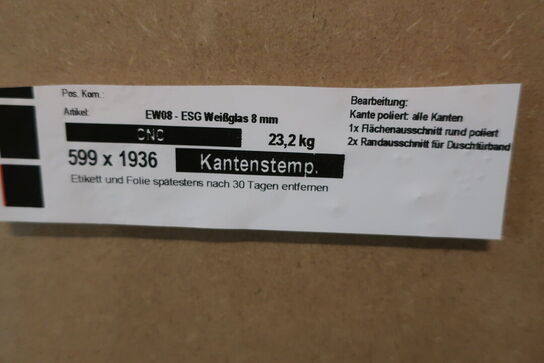 Pos. Kom.:
Artikel: EW08 - ESG Weißglas 8 mm
CNC 23,2 kg
599 x 1936 Kantenstemp.
Etikett und Folie spätestens nach 30 Tagen entfernen
Bearbeitung:
Kante poliert: alle Kanten
1x Flächenausschnitt rund poliert
2x Randausschnitt für Duschtürband